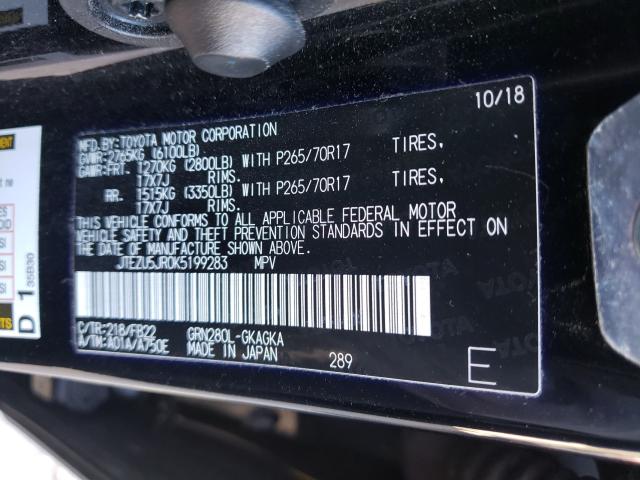 10/18
MFD.BY:TOYOTA MOTOR CORPORATION
GVWR:2765KG (6100LB)
GAWR:FRT. 1270KG (2800LB) WITH P265/70R17 TIRES,
17X7J RIMS.
RR. 1515KG (3350LB) WITH P265/70R17 TIRES,
17X7J RIMS.
THIS VEHICLE CONFORMS TO ALL APPLICABLE FEDERAL MOTOR
VEHICLE SAFETY AND THEFT PREVENTION STANDARDS IN EFFECT ON
THE DATE OF MANUFACTURE SHOWN ABOVE.
JTEZU5JR0K5199283 MPV
C/TR:218/FB22 GRN280L-GKAGKA
A/TM:A01A/A750E MADE IN JAPAN 289
E
D 1
35B30